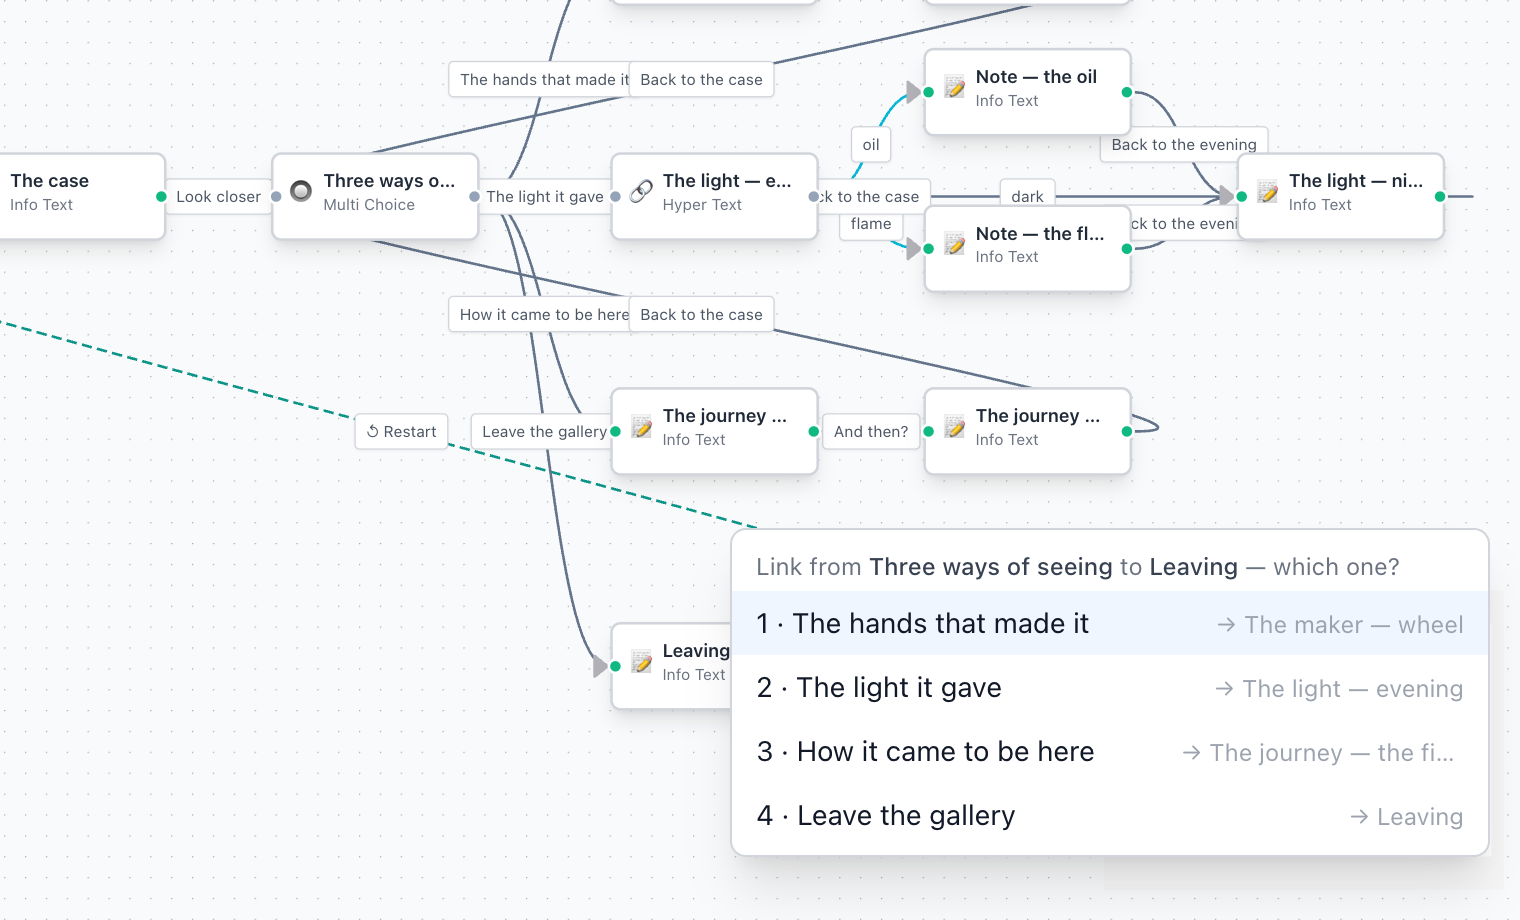 The hands that made it
Back to the case
Note — the oil
Info Text
oil
Back to the evening
The case
Info Text
Look closer
Three ways o...
Multi Choice
The light it gave
The light — e...
Hyper Text
ck to the case
dark
The light — ni...
Info Text
flame
Note — the fl...
Info Text
ck to the eveni
How it came to be here
Back to the case
↺ Restart
Leave the gallery
The journey ...
Info Text
And then?
The journey ...
Info Text
Leaving
Info Text
Link from Three ways of seeing to Leaving — which one?
1 · The hands that made it → The maker — wheel
2 · The light it gave → The light — evening
3 · How it came to be here → The journey — the fi...
4 · Leave the gallery → Leaving